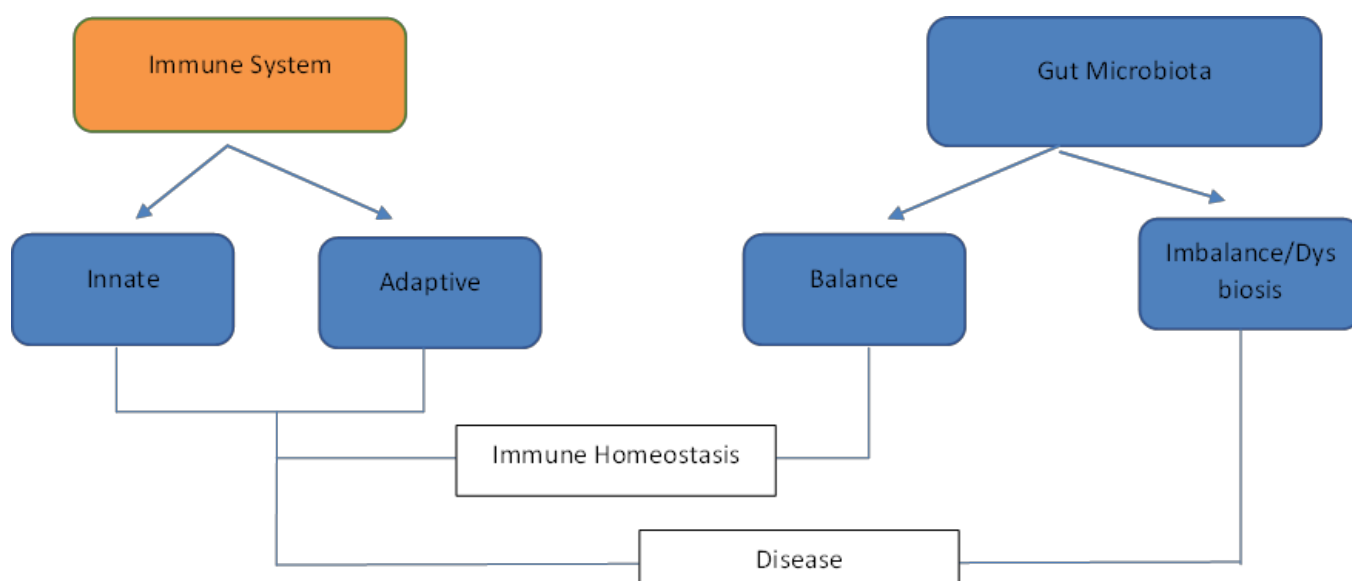 Immune System
Gut Microbiota
Innate
Adaptive
Balance
Imbalance/Dys
biosis
Immune Homeostasis
Disease